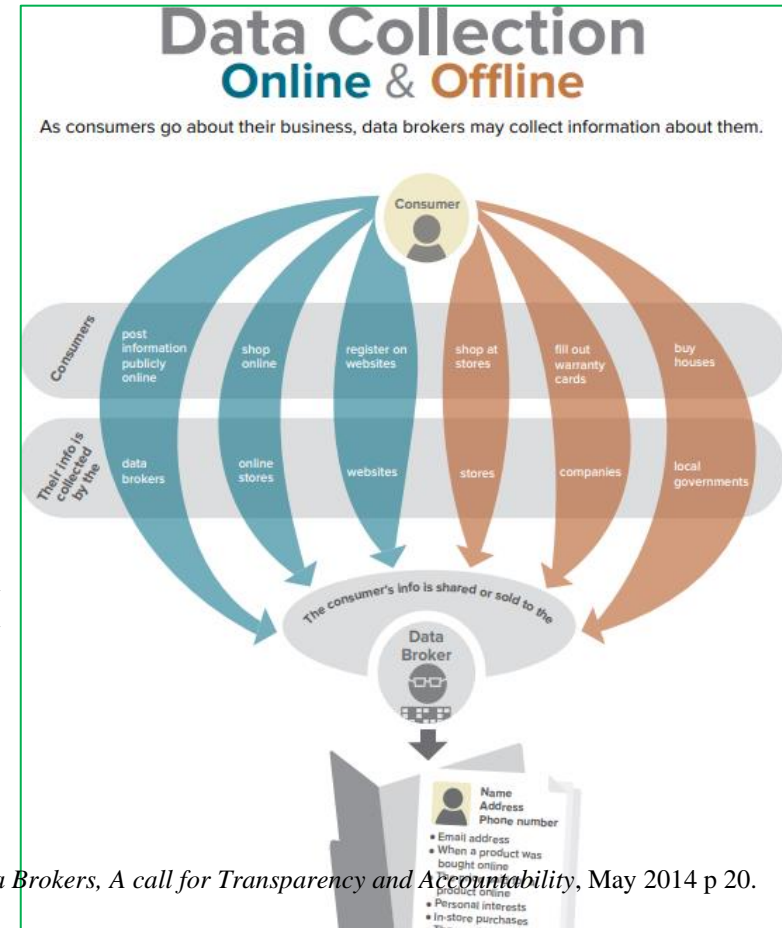 Data Collection
Online & Offline
As consumers go about their business, data brokers may collect information about them.
Consumer
Consumers
post
information
publicly
online
shop
online
register on
websites
shop at
stores
fill out
warranty
cards
buy
houses
Their info is
collected
by the
data
brokers
online
stores
websites
stores
companies
local
governments
The consumer's info is shared or sold to the
Data
Broker
Name
Address
Phone number
• Email address
• When a product was
bought online
product online
• Personal interests
• In-store purchases
Brokers, A call for Transparency and Accountability, May 2014 p 20.